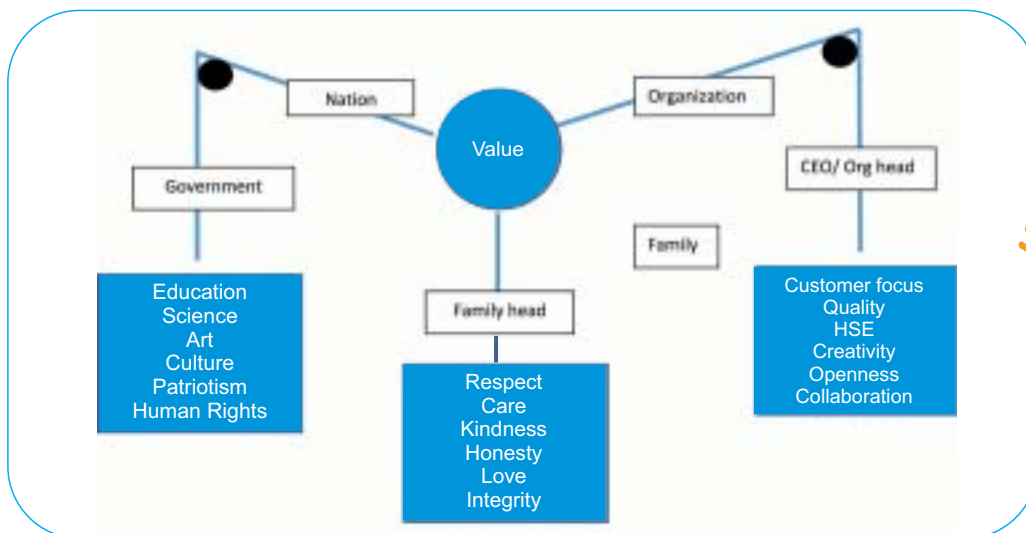 Nation
Organization
Value
Government
CEO/ Org head
Family
Family head
Education
Science
Art
Culture
Patriotism
Human Rights
Respect
Care
Kindness
Honesty
Love
Integrity
Customer focus
Quality
HSE
Creativity
Openness
Collaboration